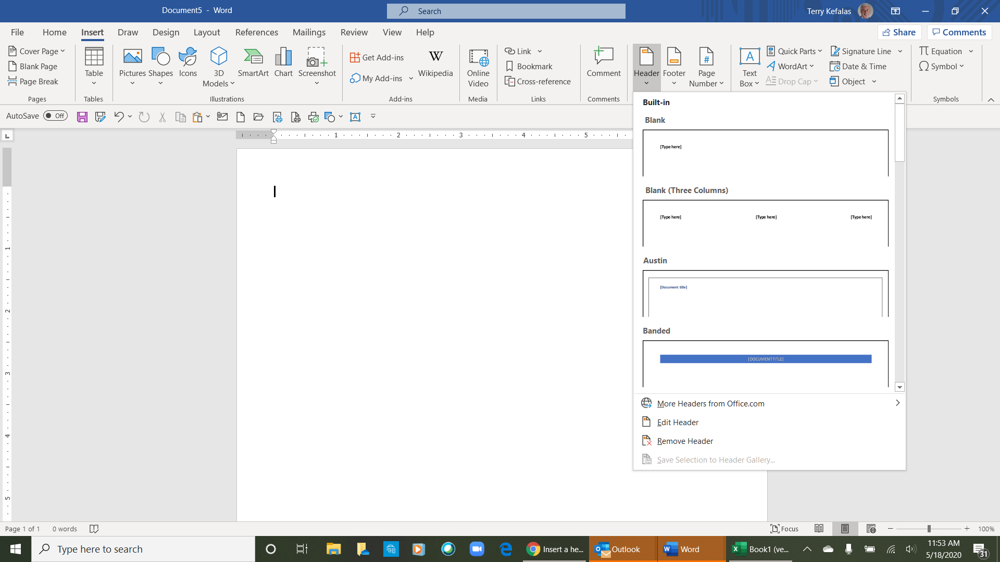 Document5 - Word
Search
Terry Kefalas
File Home Insert Draw Design Layout References Mailings Review View Help
Share
Comments
Cover Page
Blank Page
Page Break
Pages
Table
Tables
Pictures
Shapes
Icons
3D
Models
SmartArt
Chart
Screenshot
Illustrations
Get Add-ins
My Add-ins
W
Wikipedia
Add-ins
Online
Video
Media
Link
Bookmark
Cross-reference
Links
Comment
Comments
Header
Footer
Page
Number
A
Text
Box
Quick Parts
WordArt
Drop Cap
Signature Line
Date & Time
Object
Equation
Symbol
Symbols
AutoSave Off
1 2 3 4 5
1
2
3
4
5
Built-in
Blank
[Type here]
Blank (Three Columns)
[Type here] [Type here] [Type here]
Austin
[Document title]
Banded
[DOCUMENT TITLE]
More Headers from Office.com
Edit Header
Remove Header
Save Selection to Header Gallery...
Page 1 of 1 0 words
Focus
100%
Type here to search
Insert a he...
Outlook
Word
Book1 (ve...
11:53 AM
5/18/2020
31